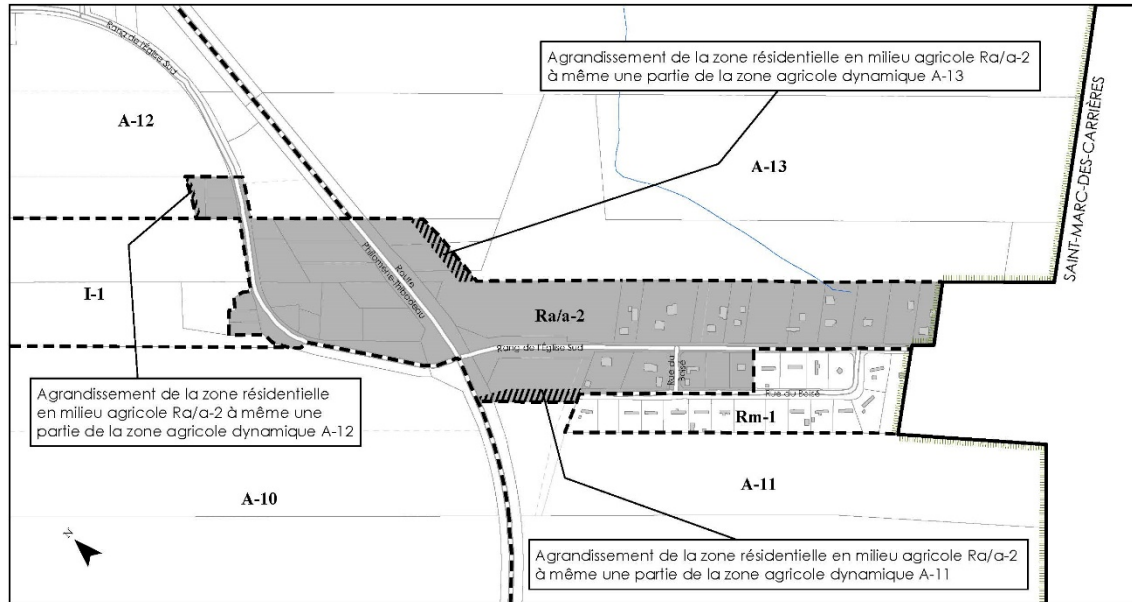 Rang de l'Église Sud
Agrandissement de la zone résidentielle en milieu agricole Ra/a-2
à même une partie de la zone agricole dynamique A-13
A-12
A-13
SAINT-MARC-DES-CARRIÈRES
I-1
Route
Philomène-Thibodeau
Ra/a-2
Rang de l'Église Sud
Rue du
Boisé
Rue du Boisé
Rm-1
Agrandissement de la zone résidentielle
en milieu agricole Ra/a-2 à même une
partie de la zone agricole dynamique A-12
A-10
A-11
N
Agrandissement de la zone résidentielle en milieu agricole Ra/a-2
à même une partie de la zone agricole dynamique A-11